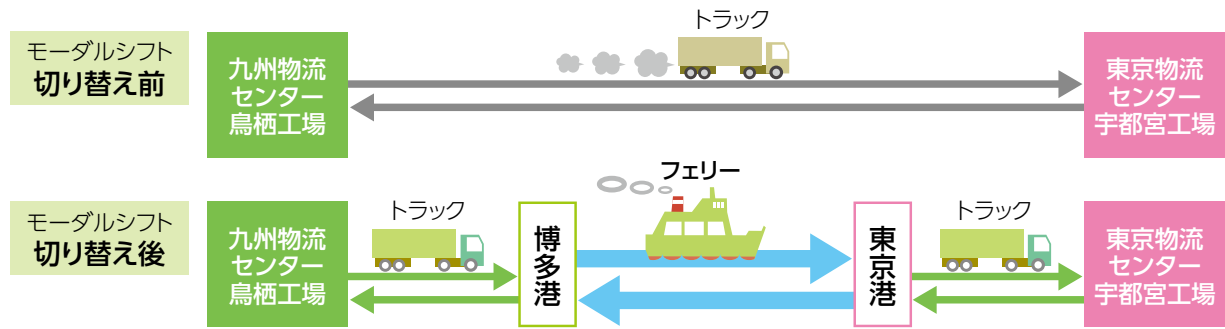 トラック
モーダルシフト
切り替え前
九州物流
センター
鳥栖工場
東京物流
センター
宇都宮工場
フェリー
モーダルシフト
切り替え後
九州物流
センター
鳥栖工場
トラック
博多港
東京港
トラック
東京物流
センター
宇都宮工場